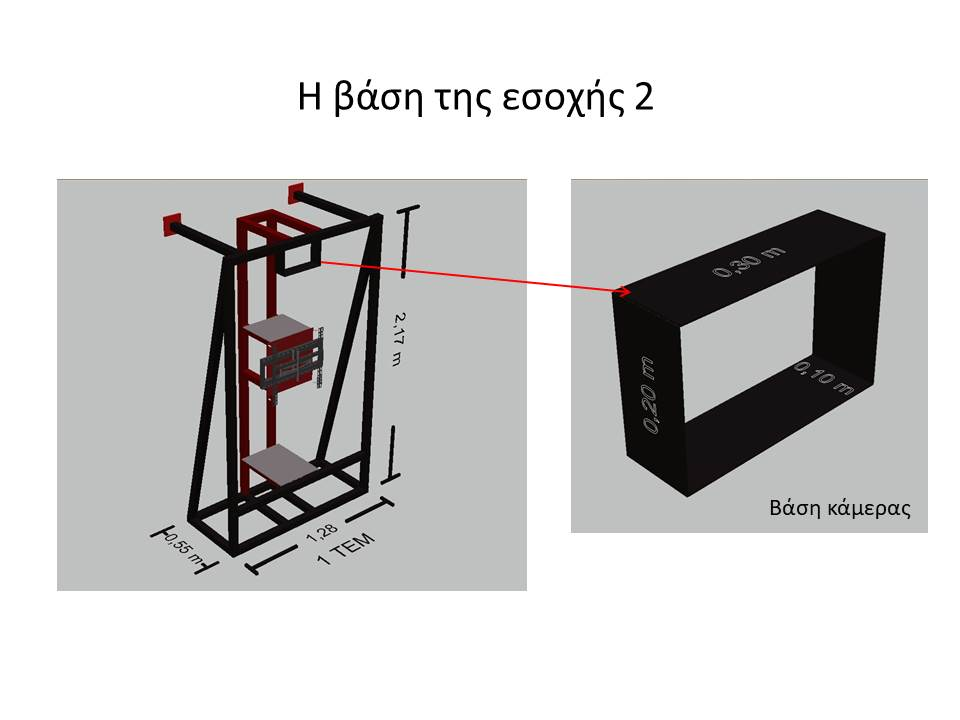 Η βάση της εσοχής 2
2,17 m
0,55 m
1,28
1 ΤΕΜ
0,30 m
0,20 m
0,10 m
Βάση κάμερας